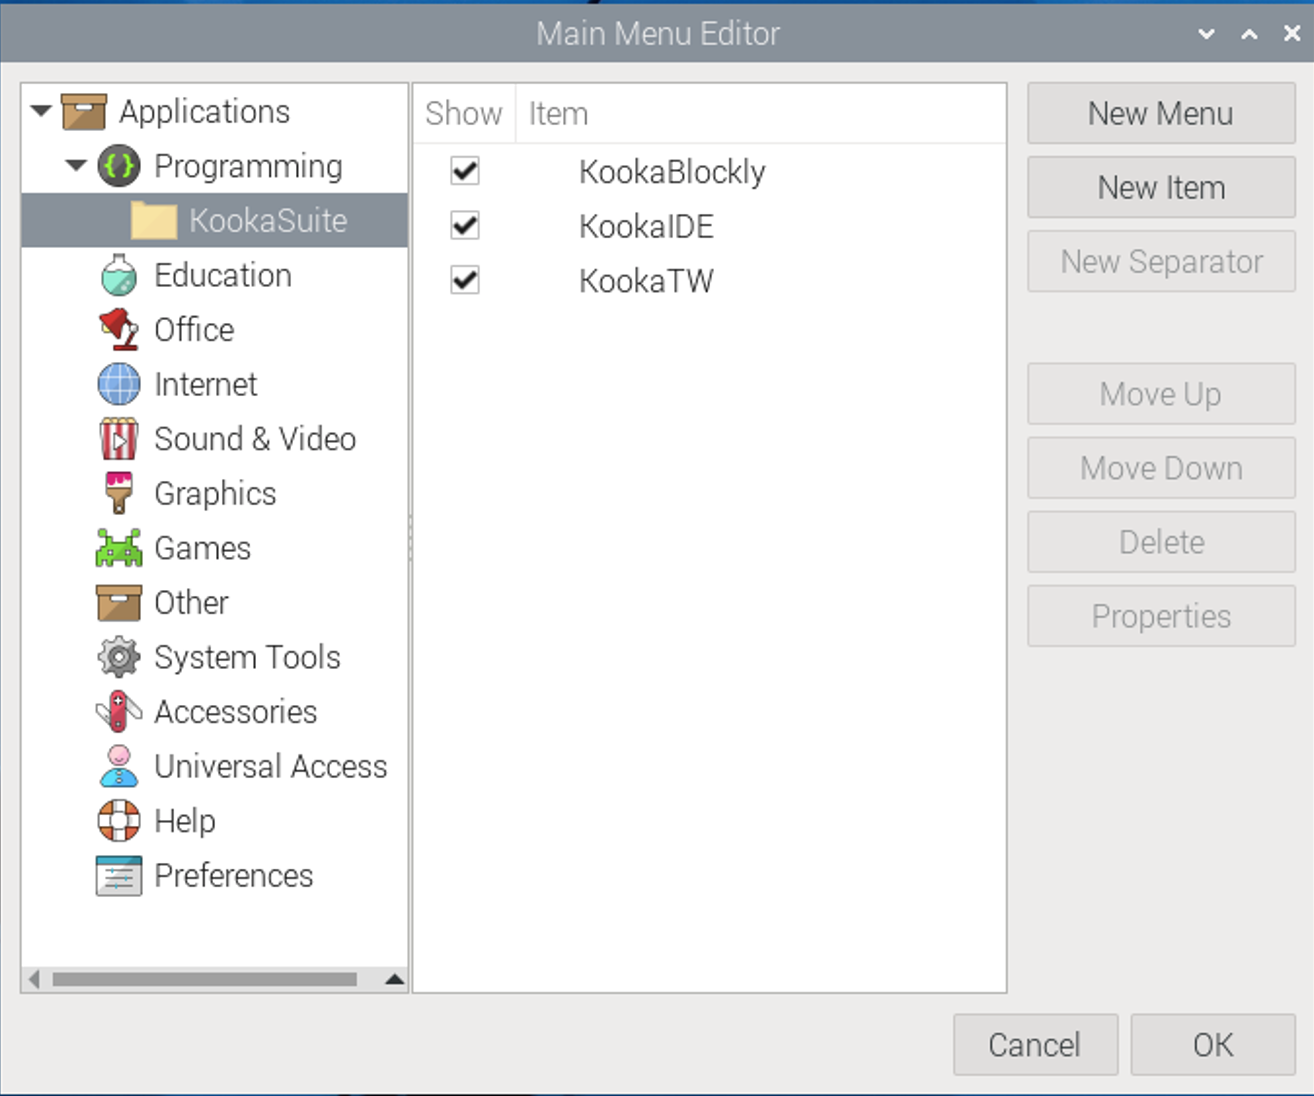 Main Menu Editor
Applications
Programming
KookaSuite
Education
Office
Internet
Sound & Video
Graphics
Games
Other
System Tools
Accessories
Universal Access
Help
Preferences
Show Item
KookaBlockly
KookaIDE
KookaTW
New Menu
New Item
New Separator
Move Up
Move Down
Delete
Properties
Cancel OK